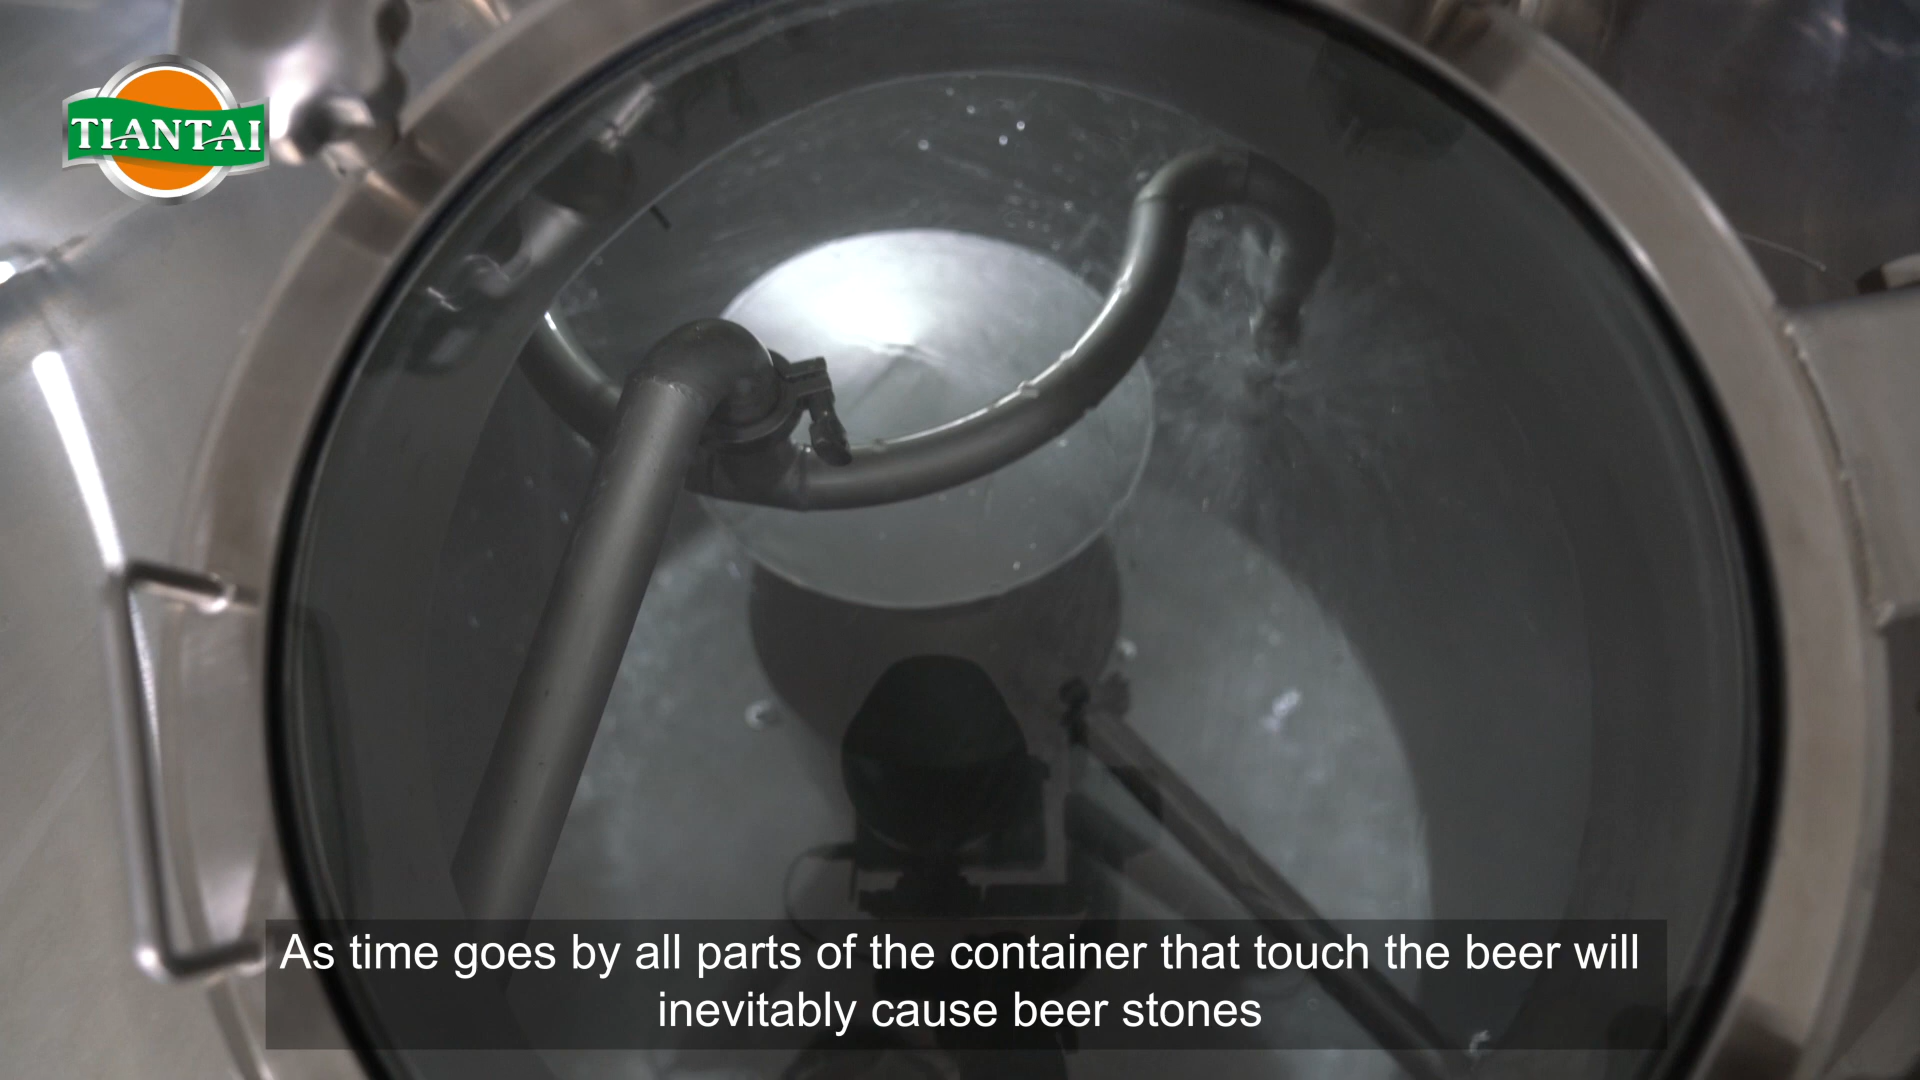 TIANTAI
As time goes by all parts of the container that touch the beer will
inevitably cause beer stones